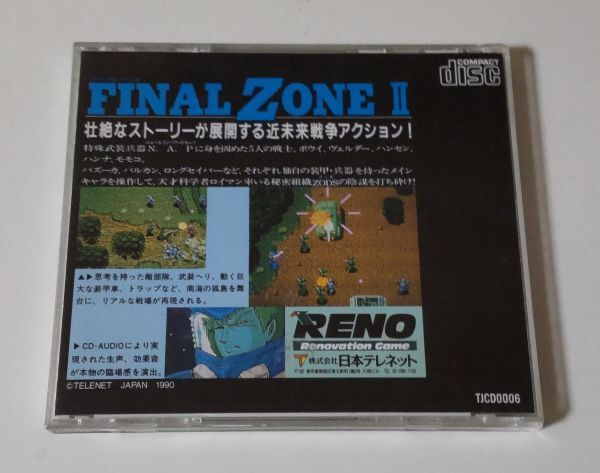 COMPACT
disc
FINAL ZONE II
壮絶なストーリーが展開する近未来戦争アクション！
特殊武装兵器N．A．Pに身を固めた5人の戦士、ボウイ、ヴェルダー、ハンセン、
ハンナ、モモコ。
バズーカ、バルカン、ロングセイバーなど、それぞれ独自の装甲・兵器を持ったメイン
キャラを操作して、天才科学者ロイマン率いる秘密組織ZODSの陰謀を打ち砕け！
▲▶思考を持った敵部隊、武装ヘリ、動く巨
大な装甲車、トラップなど、南海の孤島を舞
台に、リアルな戦場が再現される。
▶CD-AUDIOにより実
現された生声、効果音
が本物の臨場感を演出。
RENO
Renovation Game
株式会社日本テレネット
©TELENET JAPAN 1990
TJCD0006